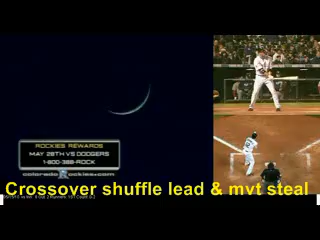 ROCKIES REWARDS
MAY 28TH VS DODGERS
1-800-388-ROCK
coloradoRockies.com
Crossover shuffle lead & mvt steal